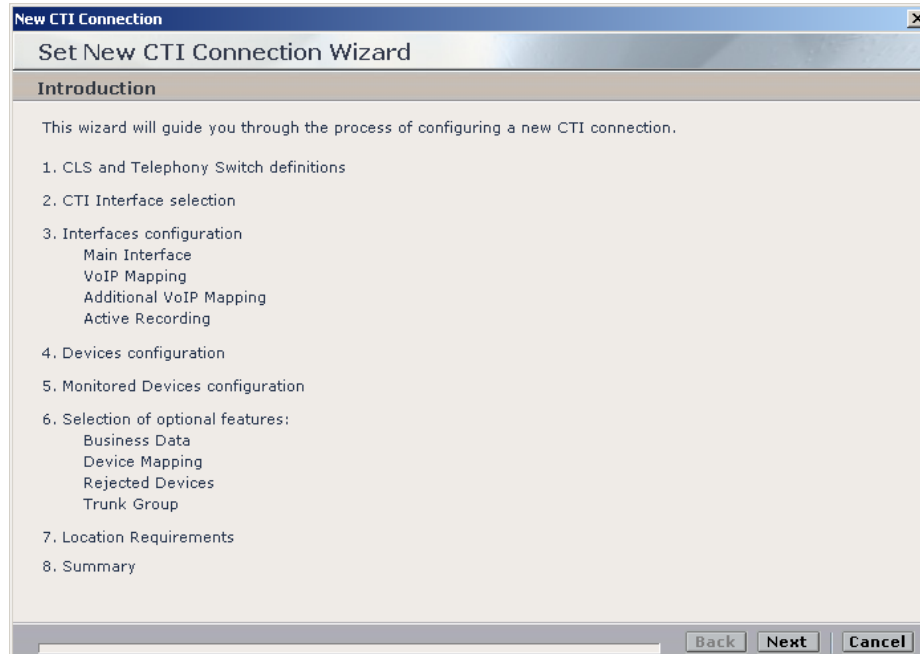 New CTI Connection
Set New CTI Connection Wizard
Introduction
This wizard will guide you through the process of configuring a new CTI connection.
1. CLS and Telephony Switch definitions
2. CTI Interface selection
3. Interfaces configuration
Main Interface
VoIP Mapping
Additional VoIP Mapping
Active Recording
4. Devices configuration
5. Monitored Devices configuration
6. Selection of optional features:
Business Data
Device Mapping
Rejected Devices
Trunk Group
7. Location Requirements
8. Summary
Back Next Cancel